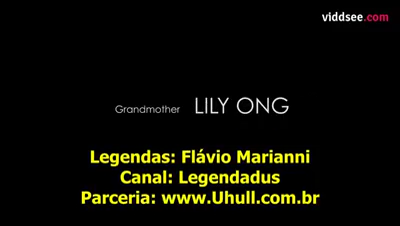 viddsee.com
Grandmother LILY ONG
Legendas: Flávio Marianni
Canal: Legendadus
Parceria: www.Uhull.com.br